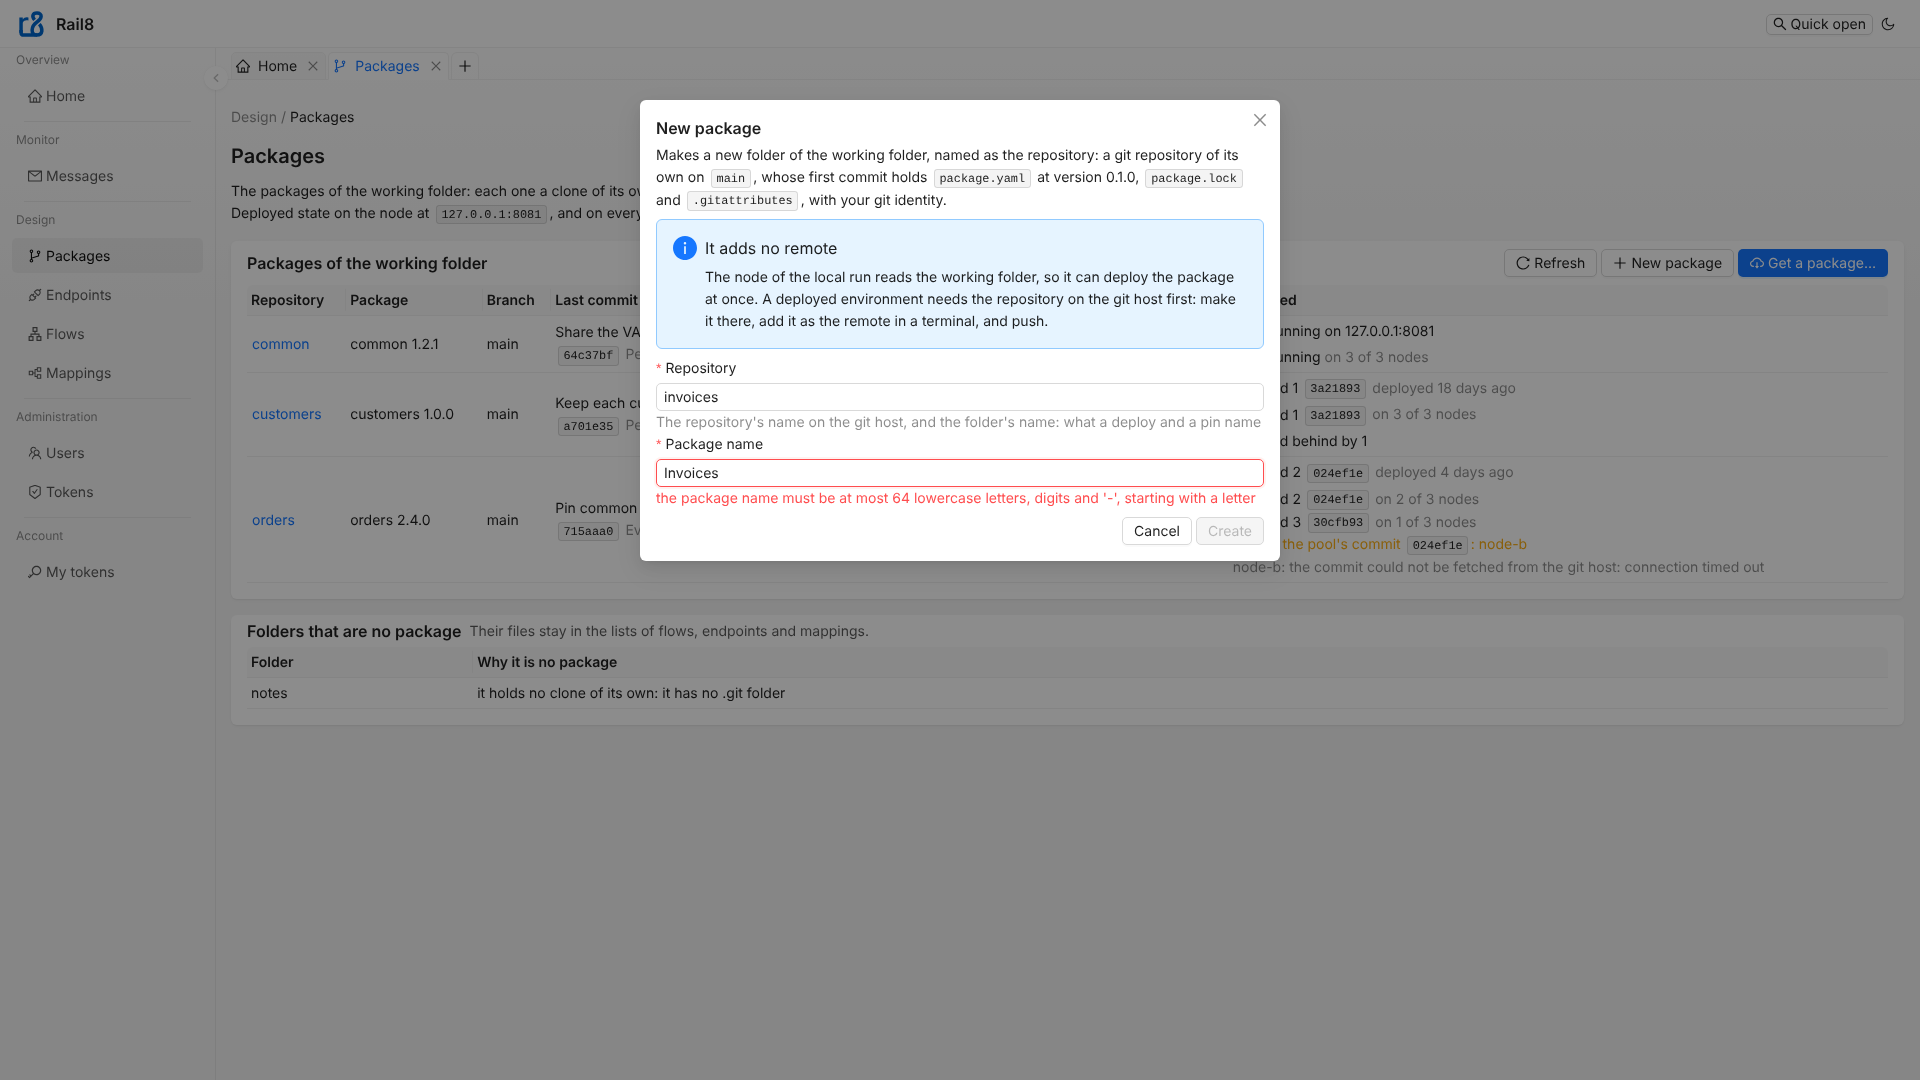 Rail8
Quick open
Overview
Home
Monitor
Messages
Design
Packages
Endpoints
Flows
Mappings
Administration
Users
Tokens
Account
My tokens
Home
Packages
Design / Packages
Packages
The packages of the working folder: each one a clone of its
Deployed state on the node at 127.0.0.1:8081, and on every
Packages of the working folder
Refresh
New package
Get a package...
Repository Package Branch Last commit
common common 1.2.1 main Share the
64c37bf
unning on 127.0.0.1:8081
unning on 3 of 3 nodes
customers customers 1.0.0 main Keep each
a701e35
d 1 3a21893 deployed 18 days ago
d 1 3a21893 on 3 of 3 nodes
d behind by 1
orders orders 2.4.0 main Pin common
715aaa0
d 2 024ef1e deployed 4 days ago
d 2 024ef1e on 2 of 3 nodes
d 3 30cfb93 on 1 of 3 nodes
the pool's commit 024ef1e : node-b
node-b: the commit could not be fetched from the git host: connection timed out
Folders that are no package Their files stay in the lists of flows, endpoints and mappings.
Folder Why it is no package
notes it holds no clone of its own: it has no .git folder
New package
Makes a new folder of the working folder, named as the repository: a git repository of its
own on main, whose first commit holds package.yaml at version 0.1.0, package.lock
and .gitattributes, with your git identity.
It adds no remote
The node of the local run reads the working folder, so it can deploy the package
at once. A deployed environment needs the repository on the git host first: make
it there, add it as the remote in a terminal, and push.
* Repository
invoices
The repository's name on the git host, and the folder's name: what a deploy and a pin name
* Package name
Invoices
the package name must be at most 64 lowercase letters, digits and '-', starting with a letter
Cancel
Create